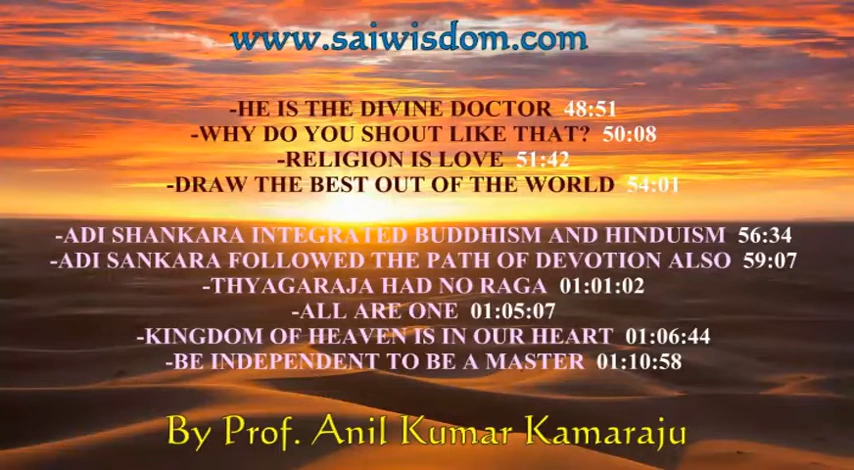 www.saiwisdom.com
-HE IS THE DIVINE DOCTOR 48:51
-WHY DO YOU SHOUT LIKE THAT? 50:08
-RELIGION IS LOVE 51:42
-DRAW THE BEST OUT OF THE WORLD 54:01
-ADI SHANKARA INTEGRATED BUDDHISM AND HINDUISM 56:34
-ADI SANKARA FOLLOWED THE PATH OF DEVOTION ALSO 59:07
-THYAGARAJA HAD NO RAGA 01:01:02
-ALL ARE ONE 01:05:07
-KINGDOM OF HEAVEN IS IN OUR HEART 01:06:44
-BE INDEPENDENT TO BE A MASTER 01:10:58
By Prof. Anil Kumar Kamaraju